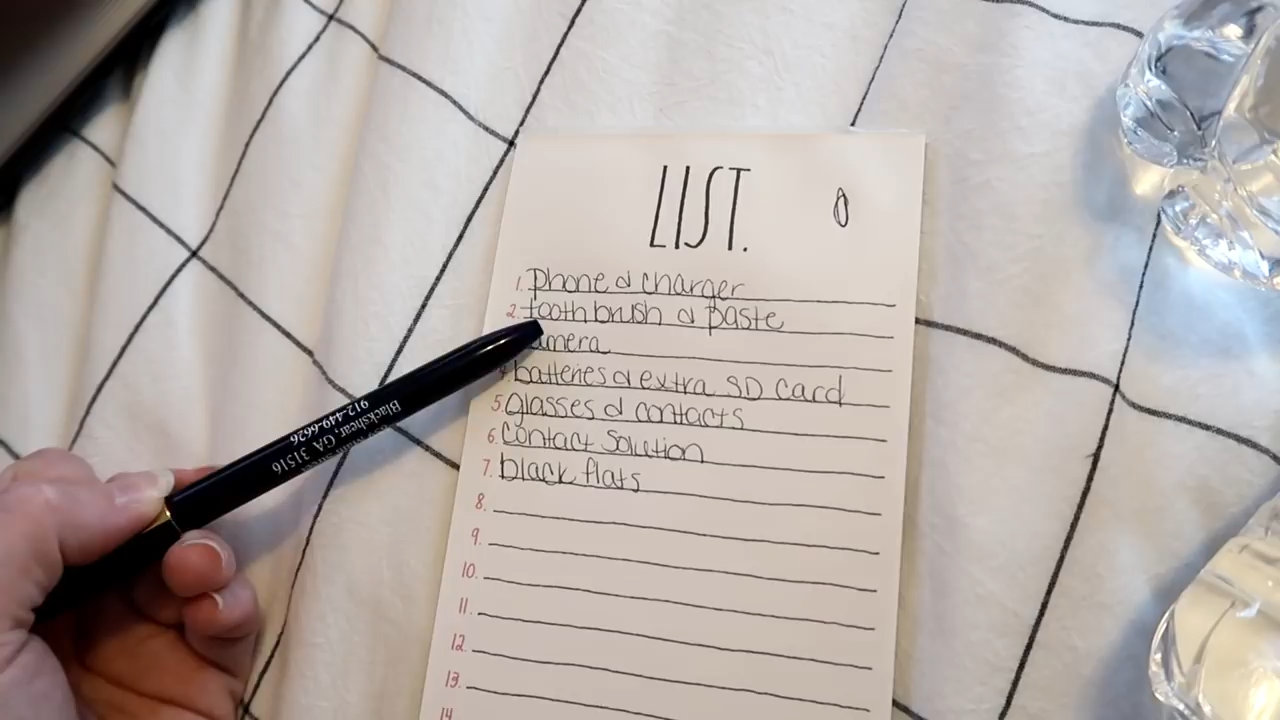 LIST.
1. phone & charger
2. toothbrush & paste
amera
batteries & extra SD card
5. glasses & contacts
6. contact solution
7. black flats
8.
9.
10.
11.
12.
13.
14
Blackshear, GA 31516
912-449-6626